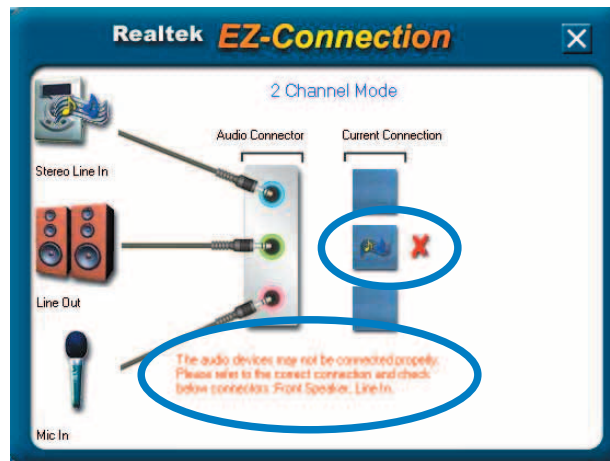 Realtek EZ-Connection
2 Channel Mode
Audio Connector
Current Connection
Stereo Line In
Line Out
Mic In
The audio devices may not be connected properly.
Please refer to the correct connection and check
below connectors :Front Speaker, Line In.